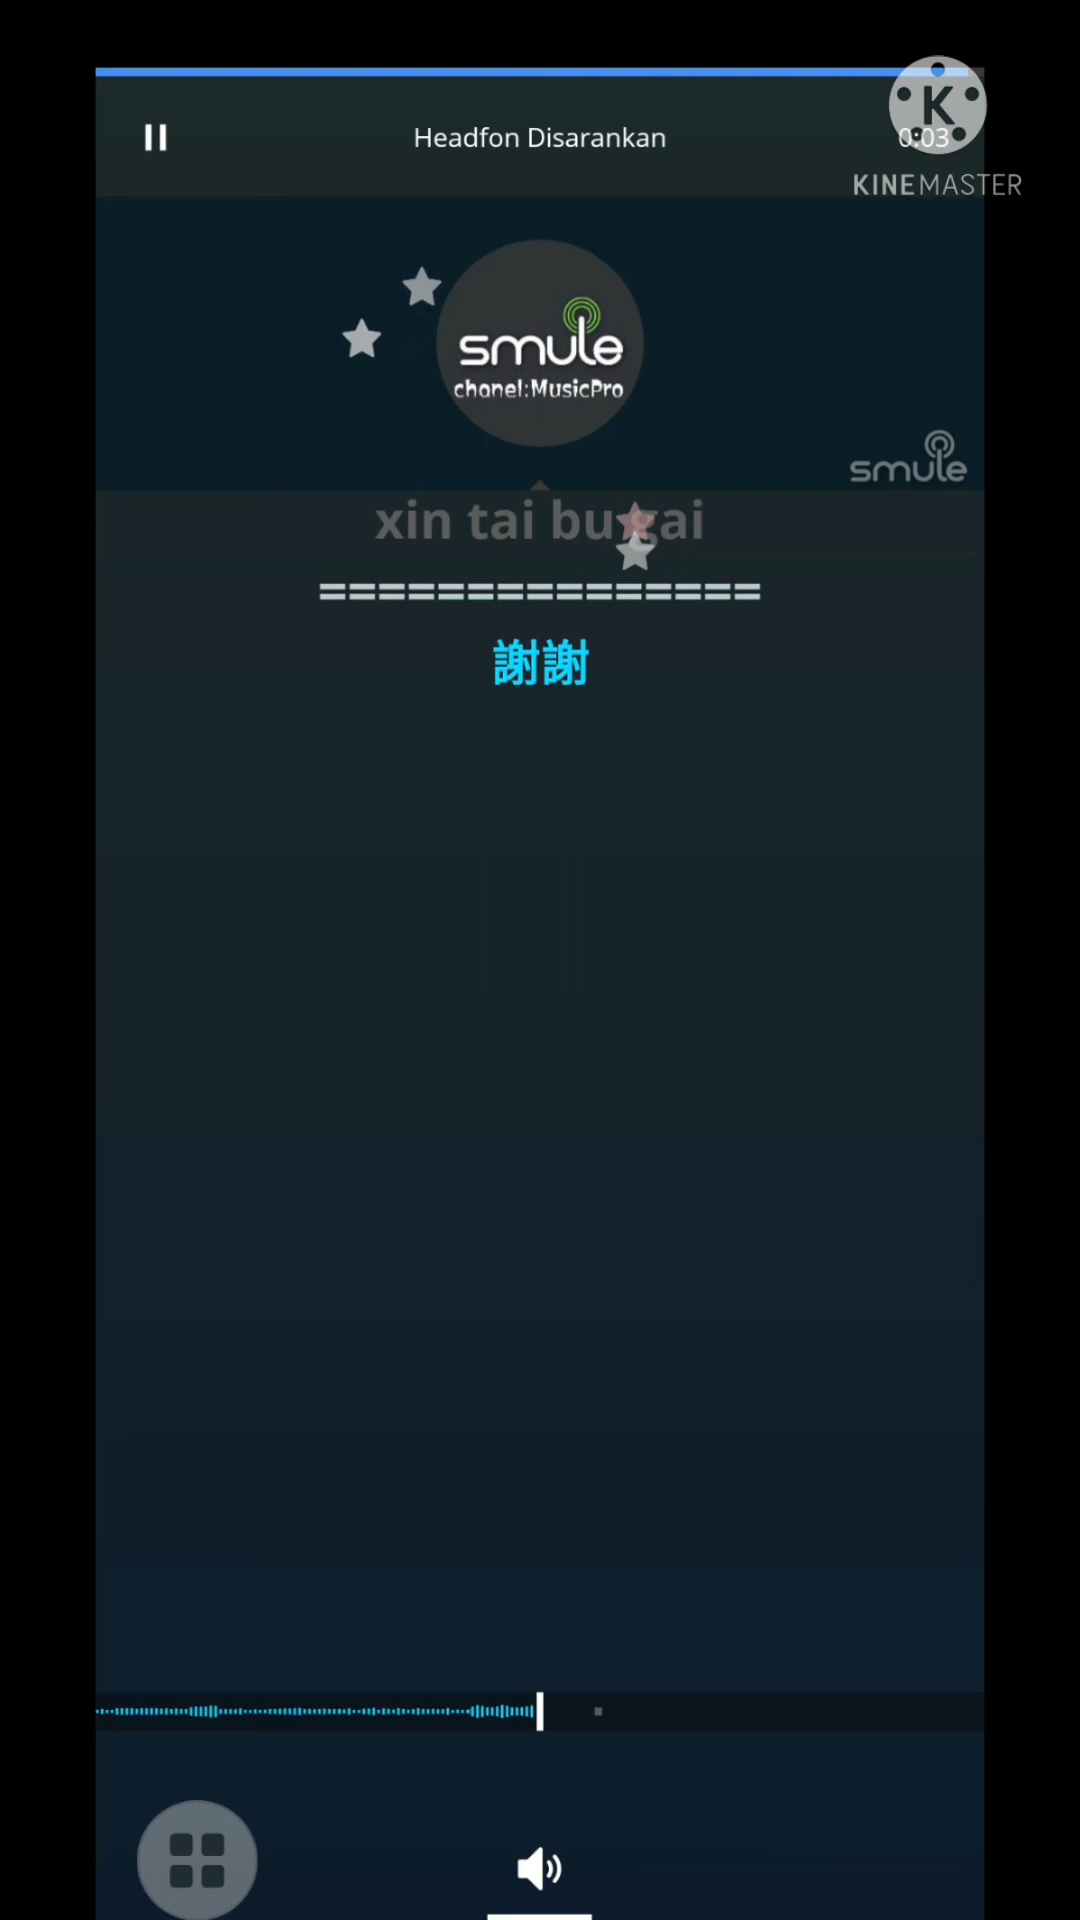 Headfon Disarankan
0:03
KINEMASTER
smule
chanel:MusicPro
smule
xin tai bu gai
===============
謝謝